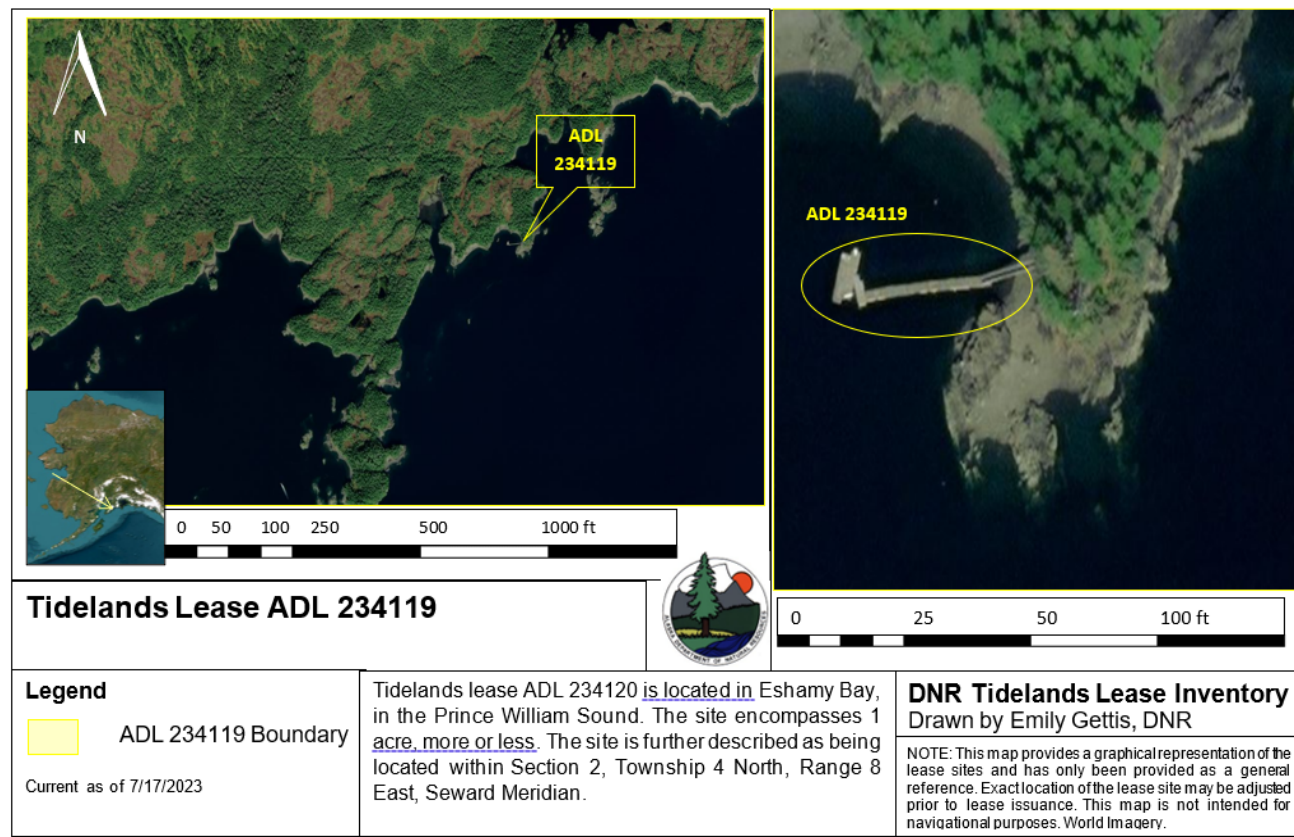 N
ADL
234119
ADL 234119
0 50 100 250 500 1000 ft
0 25 50 100 ft
Tidelands Lease ADL 234119
ALASKA DEPARTMENT OF NATURAL RESOURCES
Legend
ADL 234119 Boundary
Current as of 7/17/2023
Tidelands lease ADL 234120 is located in Eshamy Bay,
in the Prince William Sound. The site encompasses 1
acre, more or less. The site is further described as being
located within Section 2, Township 4 North, Range 8
East, Seward Meridian.
DNR Tidelands Lease Inventory
Drawn by Emily Gettis, DNR
NOTE: This map provides a graphical representation of the
lease sites and has only been provided as a general
reference. Exact location of the lease site may be adjusted
prior to lease issuance. This map is not intended for
navigational purposes. World Imagery.